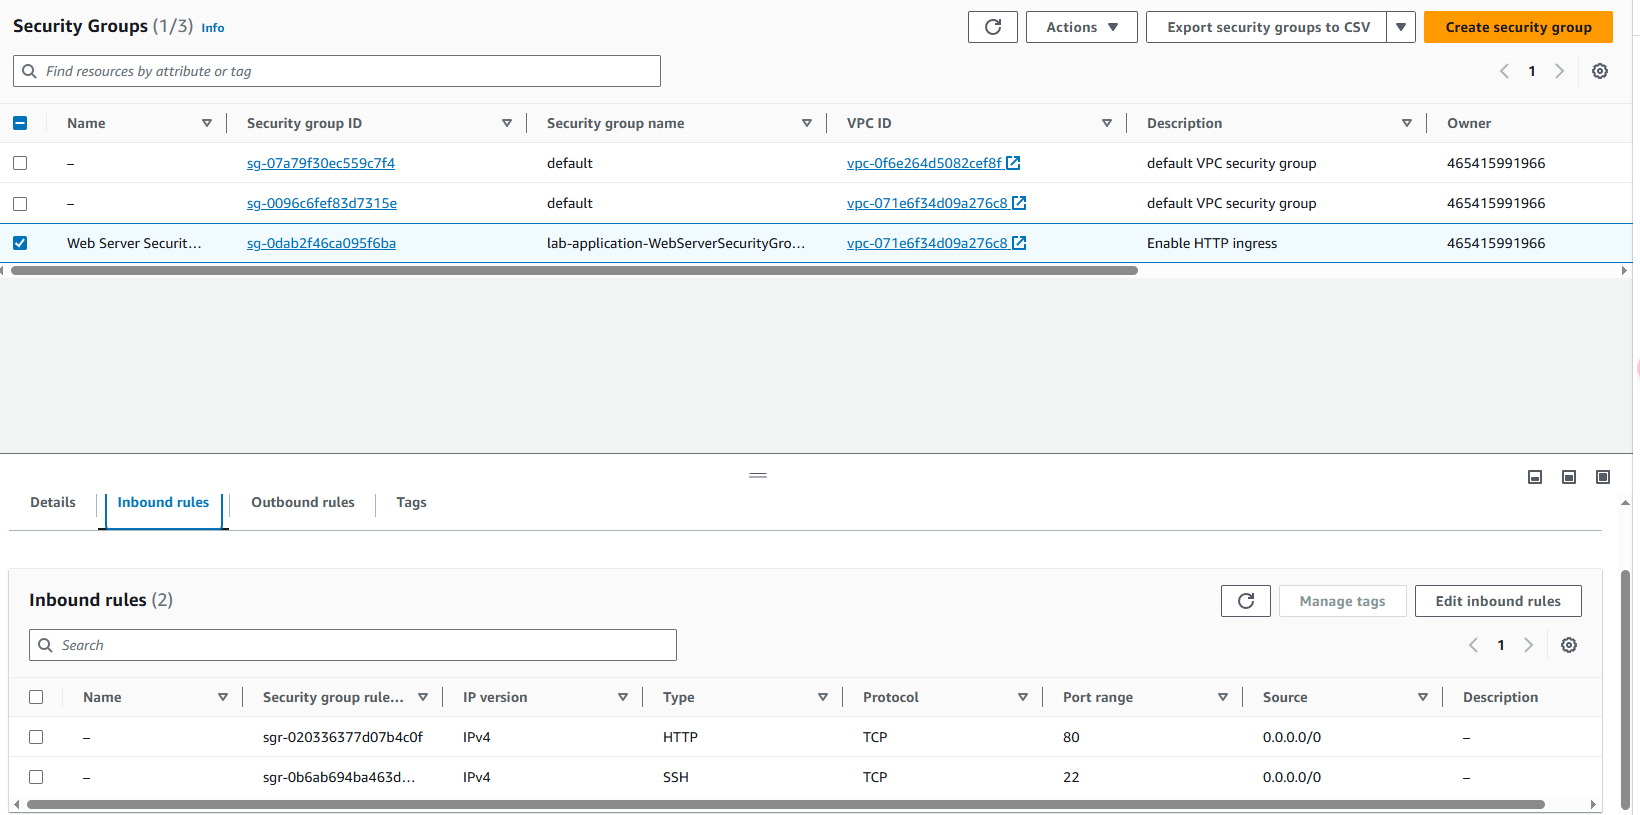 Security Groups (1/3) Info
Actions
Export security groups to CSV
Create security group
Find resources by attribute or tag
1
Name Security group ID Security group name VPC ID Description Owner
– sg-07a79f30ec559c7f4 default vpc-0f6e264d5082cef8f default VPC security group 465415991966
– sg-0096c6fef83d7315e default vpc-071e6f34d09a276c8 default VPC security group 465415991966
Web Server Securit... sg-0dab2f46ca095f6ba lab-application-WebServerSecurityGro... vpc-071e6f34d09a276c8 Enable HTTP ingress 465415991966
Details Inbound rules Outbound rules Tags
Inbound rules (2)
Manage tags
Edit inbound rules
Search
1
Name Security group rule... IP version Type Protocol Port range Source Description
– sgr-020336377d07b4c0f IPv4 HTTP TCP 80 0.0.0.0/0 –
– sgr-0b6ab694ba463d... IPv4 SSH TCP 22 0.0.0.0/0 –